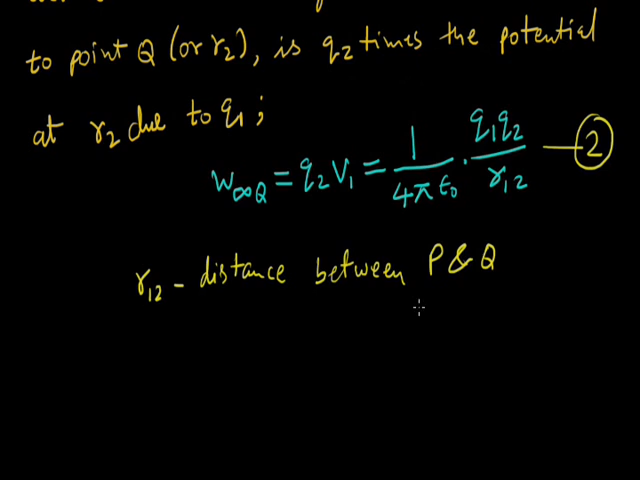 to point Q (or r₂), is q₂ times the potential
at r₂ due to q₁ ;
W∞Q = q₂V₁ = 1/4πε₀ · q₁q₂/r₁₂ — 2
r₁₂ - distance between P & Q